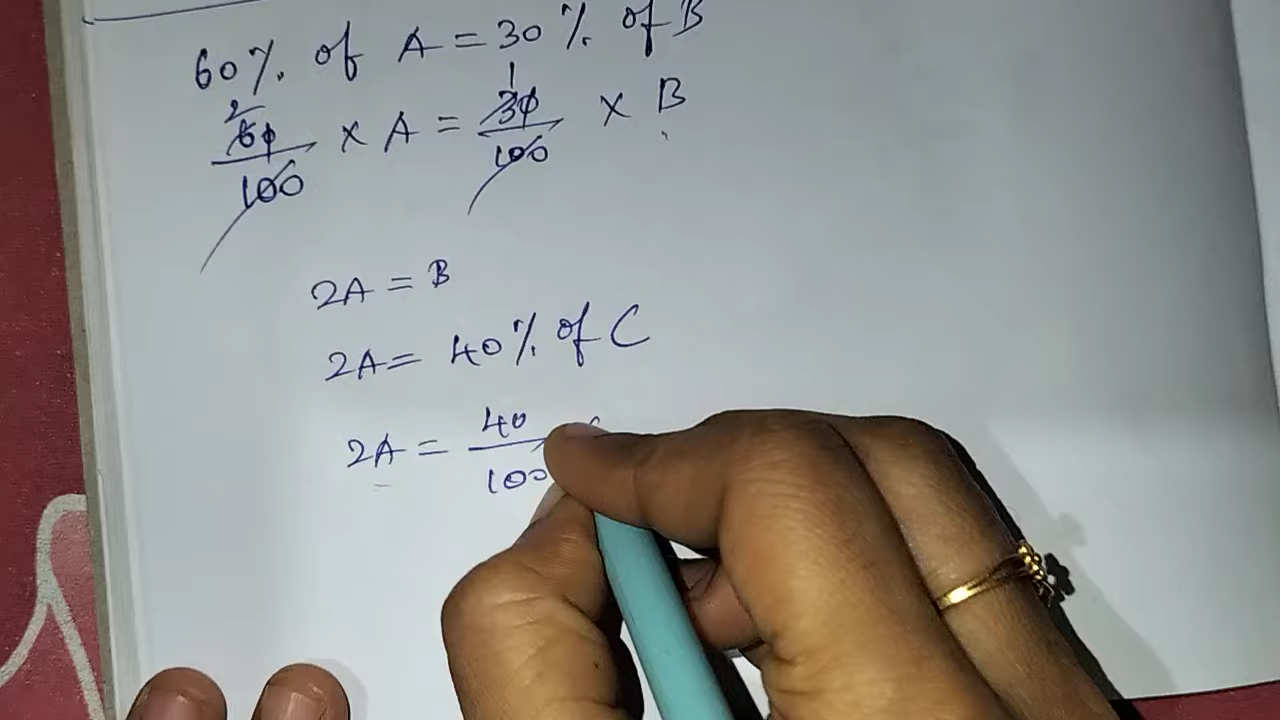 60% of A = 30% of B
2 1
60/100 × A = 30/100 × B
2A = B
2A = 40% of C
2A = 40/100